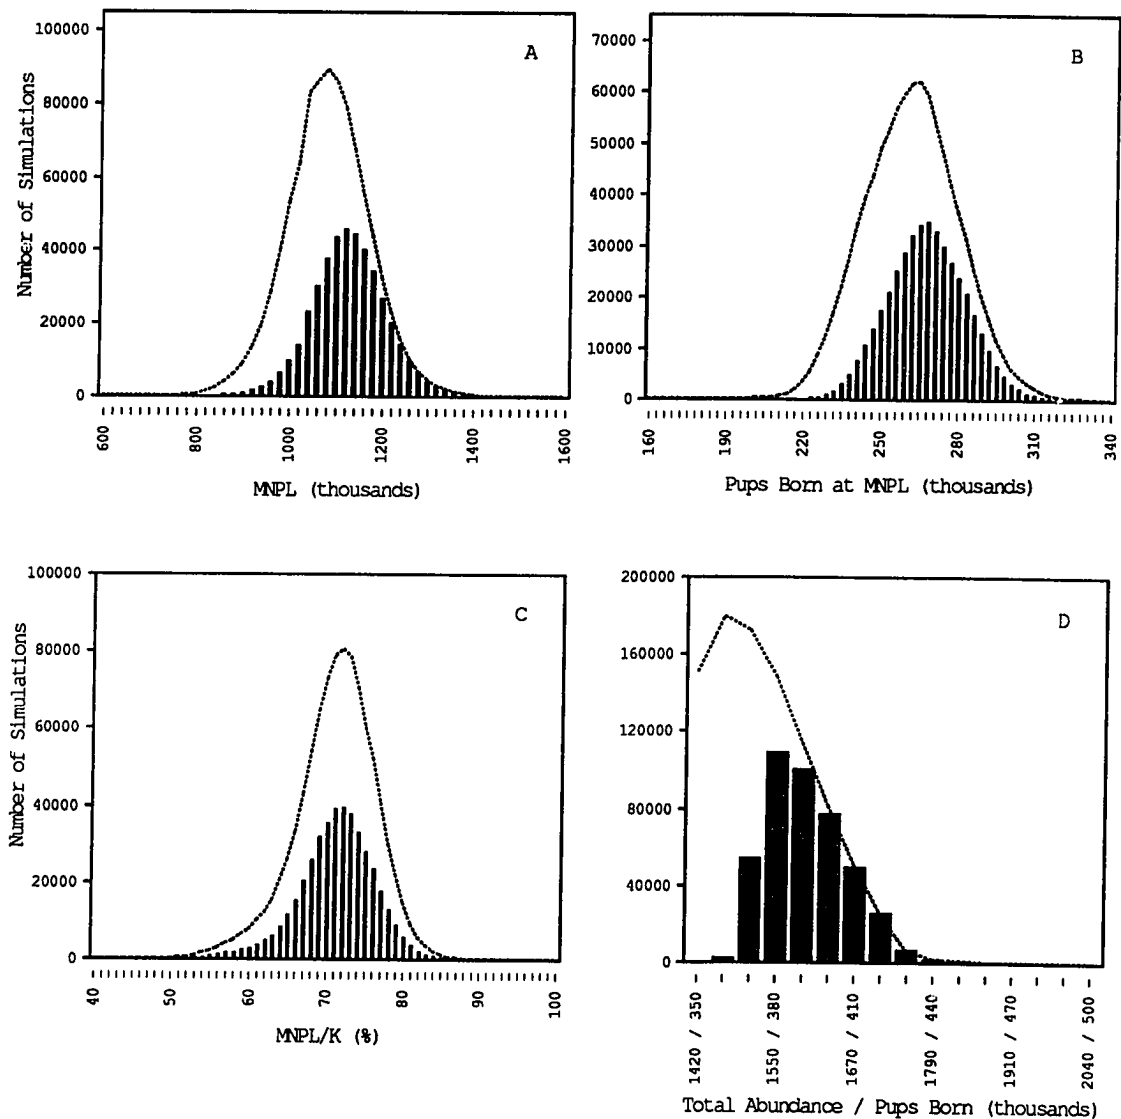 A
Number of Simulations
100000
80000
60000
40000
20000
0
600
800
1000
1200
1400
1600
MNPL (thousands)
B
70000
60000
50000
40000
30000
20000
10000
0
160
190
220
250
280
310
340
Pups Born at MNPL (thousands)
C
Number of Simulations
100000
80000
60000
40000
20000
0
40
50
60
70
80
90
100
MNPL/K (%)
D
200000
160000
120000
80000
40000
0
1420 / 350
1550 / 380
1670 / 410
1790 / 440
1910 / 470
2040 / 500
Total Abundance / Pups Born (thousands)